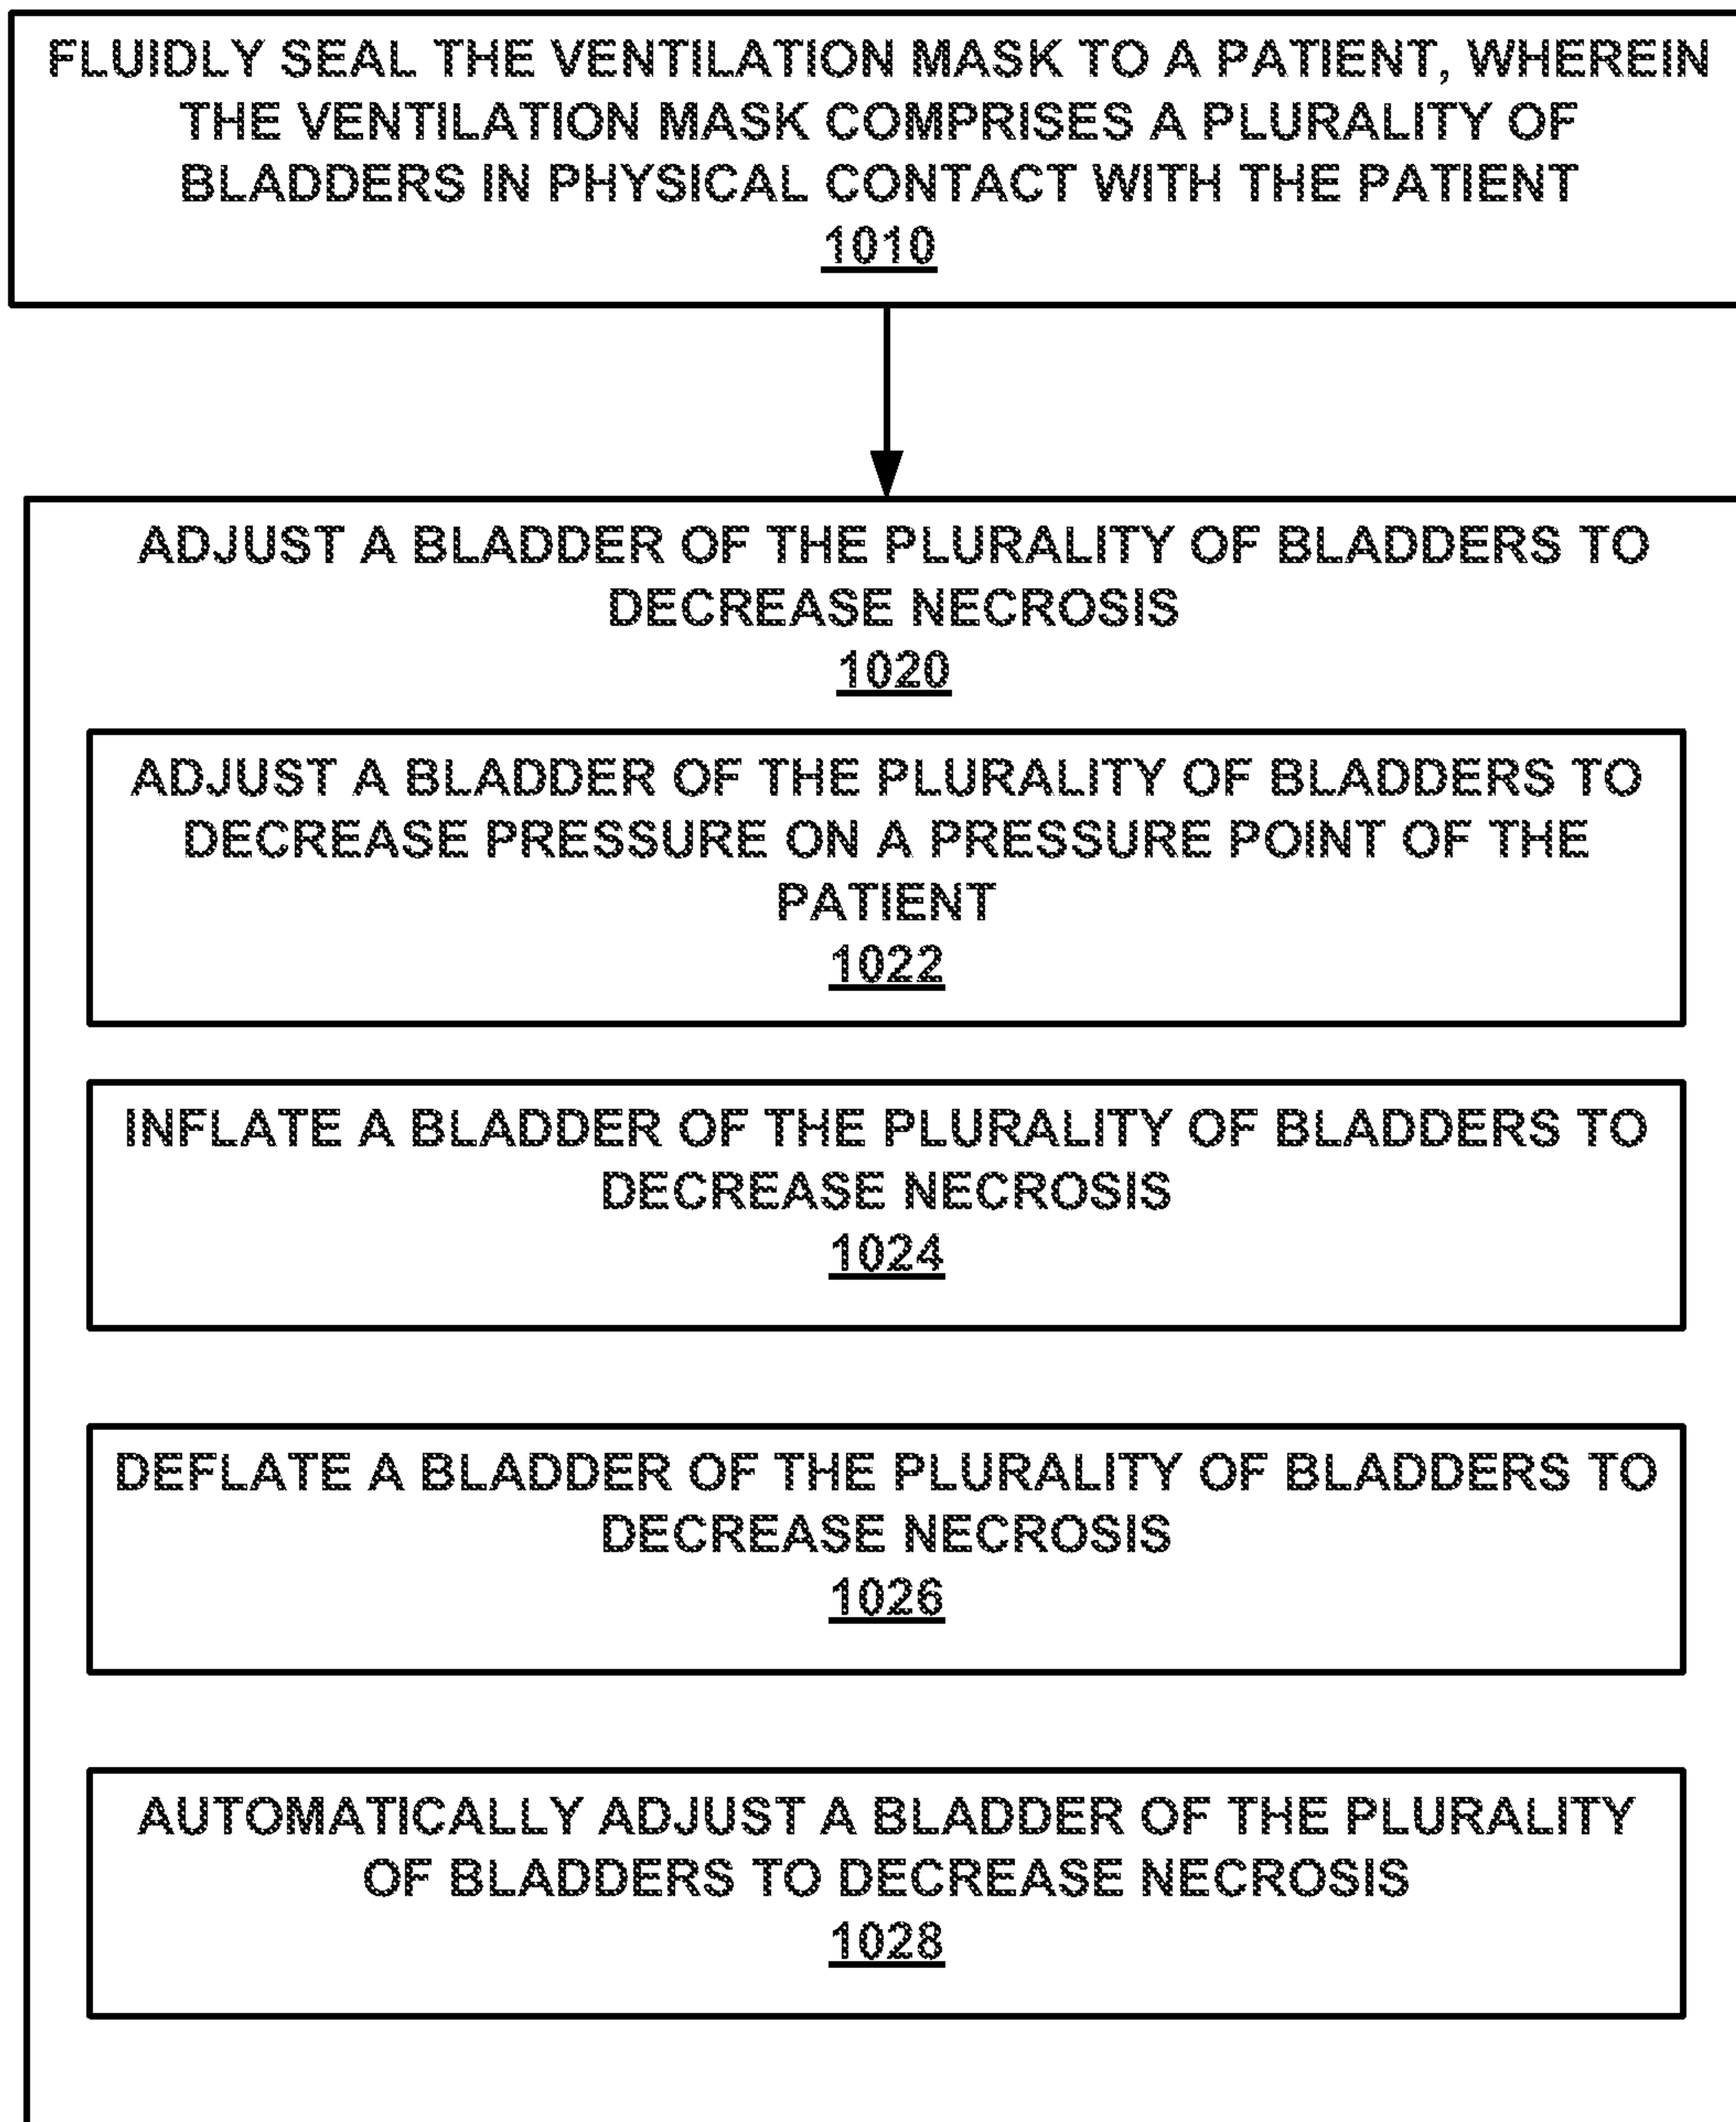 FLUIDLY SEAL THE VENTILATION MASK TO A PATIENT, WHEREIN
THE VENTILATION MASK COMPRISES A PLURALITY OF
BLADDERS IN PHYSICAL CONTACT WITH THE PATIENT
1010
ADJUST A BLADDER OF THE PLURALITY OF BLADDERS TO
DECREASE NECROSIS
1020
ADJUST A BLADDER OF THE PLURALITY OF BLADDERS TO
DECREASE PRESSURE ON A PRESSURE POINT OF THE
PATIENT
1022
INFLATE A BLADDER OF THE PLURALITY OF BLADDERS TO
DECREASE NECROSIS
1024
DEFLATE A BLADDER OF THE PLURALITY OF BLADDERS TO
DECREASE NECROSIS
1026
AUTOMATICALLY ADJUST A BLADDER OF THE PLURALITY
OF BLADDERS TO DECREASE NECROSIS
1028